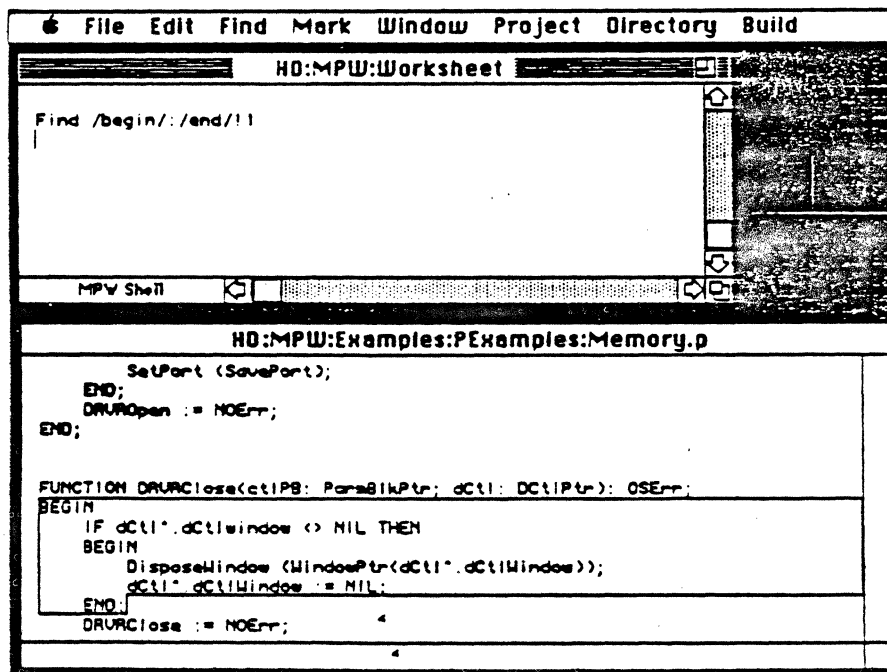 File Edit Find Mark Window Project Directory Build
HD:MPW:Worksheet
Find /begin/:/end/!1
MPW Shell
HD:MPW:Examples:PExamples:Memory.p
SetPort (SavePort);
END;
DRVROpen := NOErr;
END;
FUNCTION DRVRClose(ctlPB: ParmBlkPtr; dCtl: DCtlPtr): OSErr;
BEGIN
IF dCtl^.dCtlwindow <> NIL THEN
BEGIN
DisposeWindow (WindowPtr(dCtl^.dCtlWindow));
dCtl^.dCtlWindow := NIL;
END;
DRVRClose := NOErr;